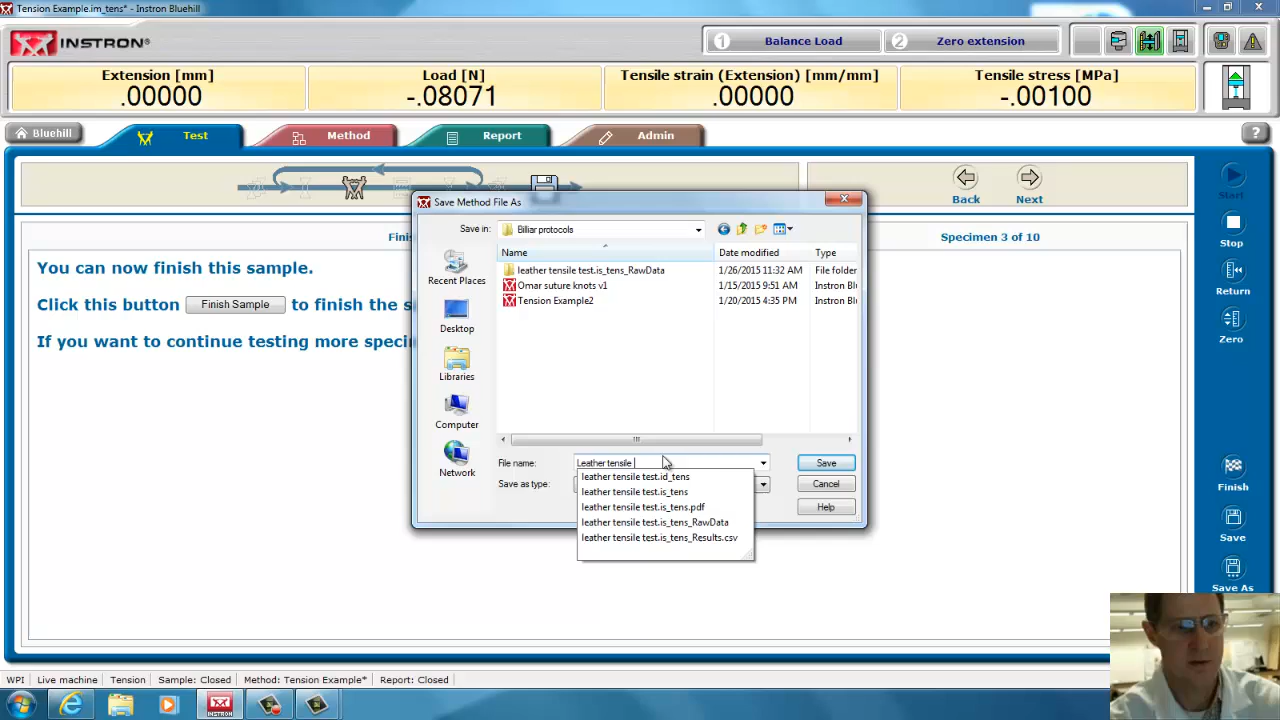 Tension Example.im_tens* - Instron Bluehill
INSTRON®
1 Balance Load
2 Zero extension
Extension [mm]
.00000
Load [N]
-.08071
Tensile strain (Extension) [mm/mm]
.00000
Tensile stress [MPa]
-.00100
Bluehill
Test
Method
Report
Admin
?
Back
Next
Start
Stop
Return
Zero
Finish
Save
Save As
Finis
Specimen 3 of 10
You can now finish this sample.
Click this button Finish Sample to finish the s
If you want to continue testing more speci
Save Method File As
Save in: Billiar protocols
Name Date modified Type
leather tensile test.is_tens_RawData 1/26/2015 11:32 AM File folder
Omar suture knots v1 1/15/2015 9:51 AM Instron Blu
Tension Example2 1/20/2015 4:35 PM Instron Blu
Recent Places
Desktop
Libraries
Computer
Network
File name: Leather tensile
Save
Save as type:
Cancel
Help
leather tensile test.id_tens
leather tensile test.is_tens
leather tensile test.is_tens.pdf
leather tensile test.is_tens_RawData
leather tensile test.is_tens_Results.csv
WPI Live machine Tension Sample: Closed Method: Tension Example* Report: Closed
INSTRON